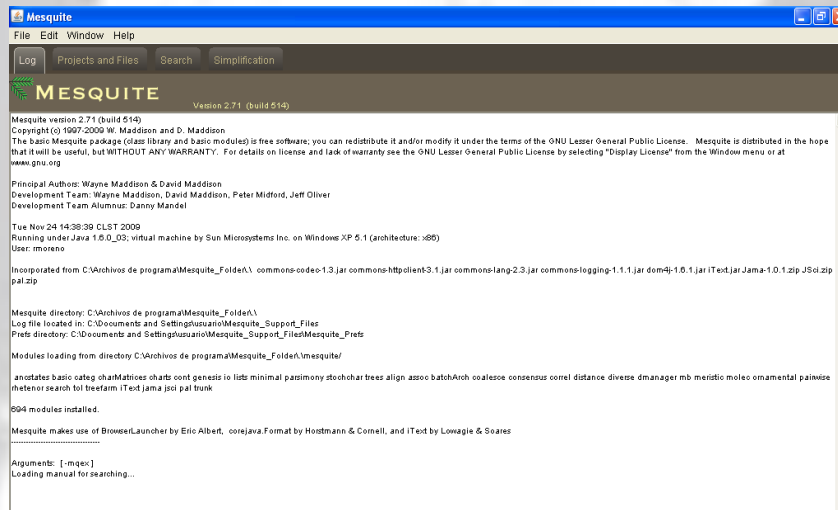 Mesquite
File Edit Window Help
Log Projects and Files Search Simplification
MESQUITE Version 2.71 (build 514)
Mesquite version 2.71 (build 514)
Copyright (c) 1997-2009 W. Maddison and D. Maddison
The basic Mesquite package (class library and basic modules) is free software; you can redistribute it and/or modify it under the terms of the GNU Lesser General Public License. Mesquite is distributed in the hope
that it will be useful, but WITHOUT ANY WARRANTY. For details on license and lack of warranty see the GNU Lesser General Public License by selecting "Display License" from the Window menu or at
www.gnu.org
Principal Authors: Wayne Maddison & David Maddison
Development Team: Wayne Maddison, David Maddison, Peter Midford, Jeff Oliver
Development Team Alumnus: Danny Mandel
Tue Nov 24 14:38:39 CLST 2009
Running under Java 1.6.0_03; virtual machine by Sun Microsystems Inc. on Windows XP 5.1 (architecture: x86)
User: rmoreno
Incorporated from C:\Archivos de programa\Mesquite_Folder\.\ commons-codec-1.3.jar commons-httpclient-3.1.jar commons-lang-2.3.jar commons-logging-1.1.1.jar dom4j-1.6.1.jar iText.jar Jama-1.0.1.zip JSci.zip
pal.zip
Mesquite directory: C:\Archivos de programa\Mesquite_Folder\.\
Log file located in: C:\Documents and Settings\usuario\Mesquite_Support_Files
Prefs directory: C:\Documents and Settings\usuario\Mesquite_Support_Files\Mesquite_Prefs
Modules loading from directory C:\Archivos de programa\Mesquite_Folder\.\mesquite/
ancstates basic categ charMatrices charts cont genesis io lists minimal parsimony stochchar trees align assoc batchArch coalesce consensus correl distance diverse dmanager mb meristic molec ornamental pairwise
rhetenor search tol treefarm iText jama jsci pal trunk
694 modules installed.
Mesquite makes use of BrowserLauncher by Eric Albert, corejava.Format by Horstmann & Cornell, and iText by Lowagie & Soares
-----------------------------------
Arguments: [ -mqex ]
Loading manual for searching...